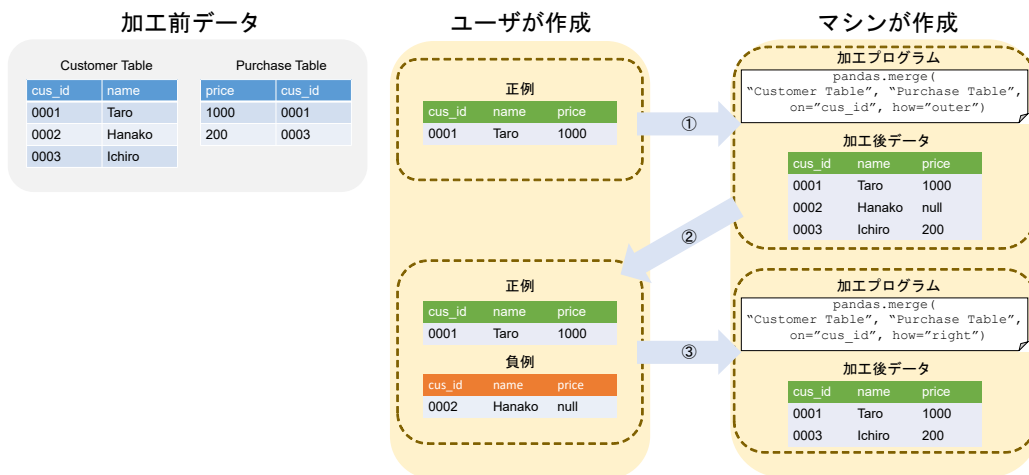 加工前データ
Customer Table
cus_id name
0001 Taro
0002 Hanako
0003 Ichiro
Purchase Table
price cus_id
1000 0001
200 0003
ユーザが作成
正例
cus_id name price
0001 Taro 1000
①
マシンが作成
加工プログラム
pandas.merge(
“Customer Table”, “Purchase Table”,
on=”cus_id”, how=”outer”)
加工後データ
cus_id name price
0001 Taro 1000
0002 Hanako null
0003 Ichiro 200
②
正例
cus_id name price
0001 Taro 1000
負例
cus_id name price
0002 Hanako null
③
加工プログラム
pandas.merge(
“Customer Table”, “Purchase Table”,
on=”cus_id”, how=”right”)
加工後データ
cus_id name price
0001 Taro 1000
0003 Ichiro 200